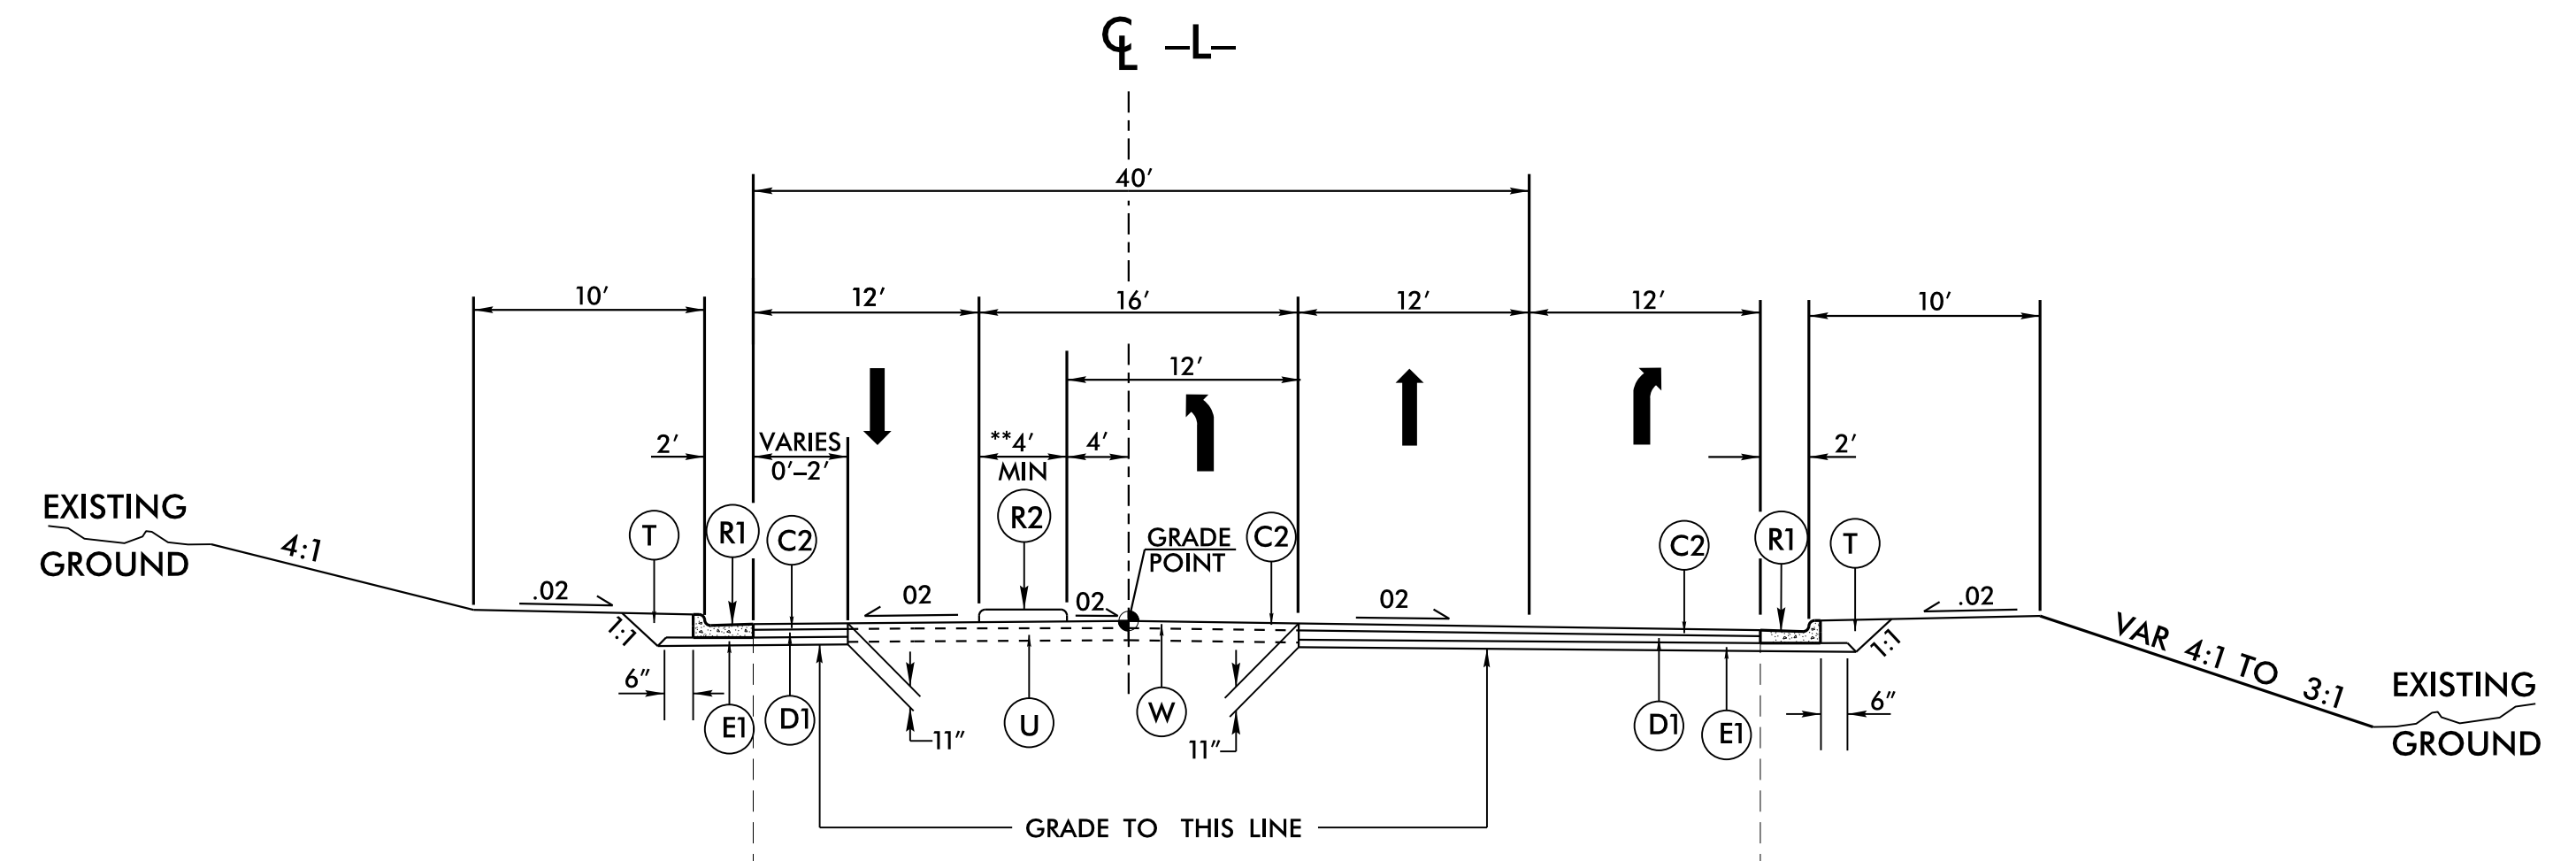 ℄ –L–
40'
10'
12'
16'
12'
12'
10'
12'
2'
VARIES
0'–2'
**4'
MIN
4'
2'
EXISTING
GROUND
4:1
T
R1
C2
R2
GRADE
POINT
C2
C2
R1
T
.02
02
02
02
.02
1:1
1:1
VAR 4:1 TO 3:1
EXISTING
GROUND
6"
E1
D1
11"
U
W
11"
D1
E1
6"
GRADE TO THIS LINE